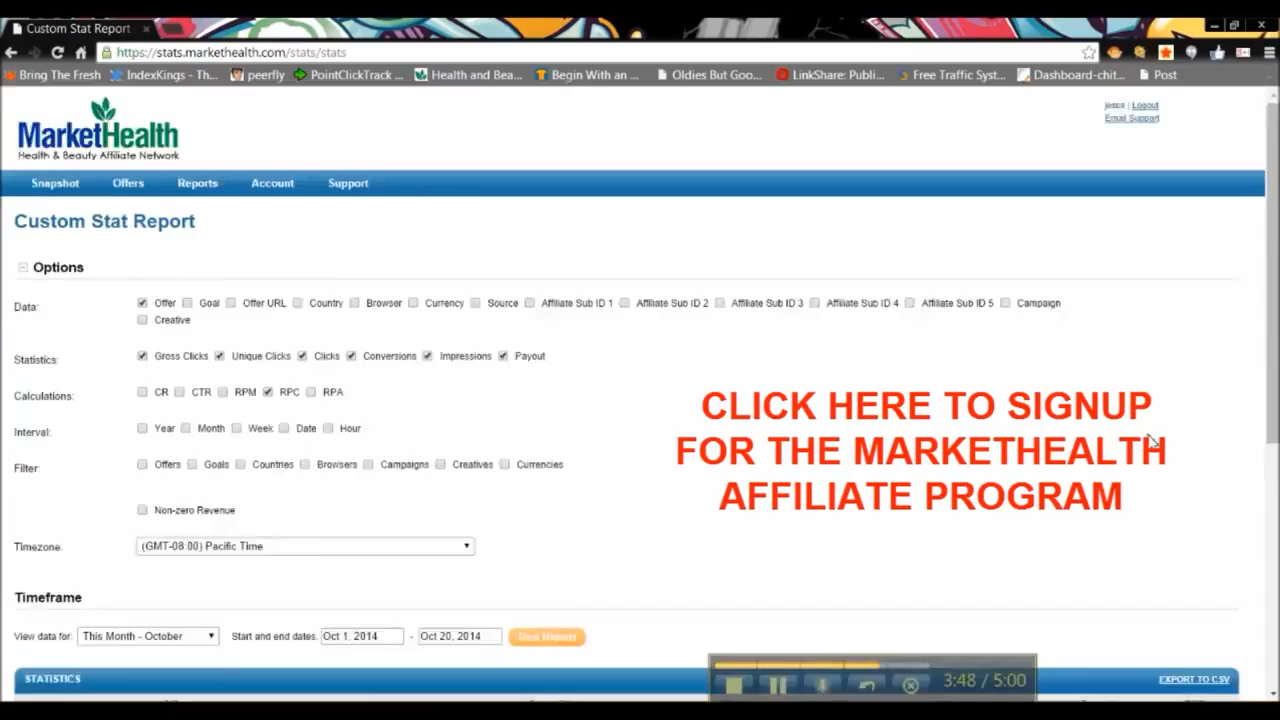 Custom Stat Report
https://stats.markethealth.com/stats/stats
Bring The Fresh IndexKings - Th... peerfly PointClickTrack ... Health and Bea... Begin With an ... Oldies But Goo... LinkShare: Publi... Free Traffic Syst... Dashboard-chit... Post
jesus | Logout
Email Support
MarketHealth
Health & Beauty Affiliate Network
Snapshot Offers Reports Account Support
Custom Stat Report
Options
Data: Offer Goal Offer URL Country Browser Currency Source Affiliate Sub ID 1 Affiliate Sub ID 2 Affiliate Sub ID 3 Affiliate Sub ID 4 Affiliate Sub ID 5 Campaign
Creative
Statistics: Gross Clicks Unique Clicks Clicks Conversions Impressions Payout
Calculations: CR CTR RPM RPC RPA
Interval: Year Month Week Date Hour
Filter: Offers Goals Countries Browsers Campaigns Creatives Currencies
Non-zero Revenue
CLICK HERE TO SIGNUP
FOR THE MARKETHEALTH
AFFILIATE PROGRAM
Timezone: (GMT-08:00) Pacific Time
Timeframe
View data for: This Month - October Start and end dates: Oct 1, 2014 - Oct 20, 2014 Run Report
STATISTICS EXPORT TO CSV
3:48 / 5:00